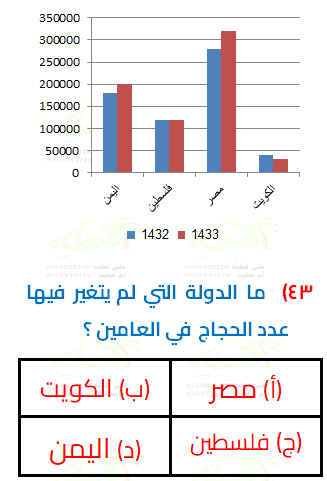 350000
300000
250000
200000
150000
100000
50000
0
اليمن فلسطين مصر الكويت
1432 1433
٤٣) ما الدولة التي لم يتغير فيها
عدد الحجاج في العامين ؟
(أ) مصر (ب) الكويت
(ج) فلسطين (د) اليمن